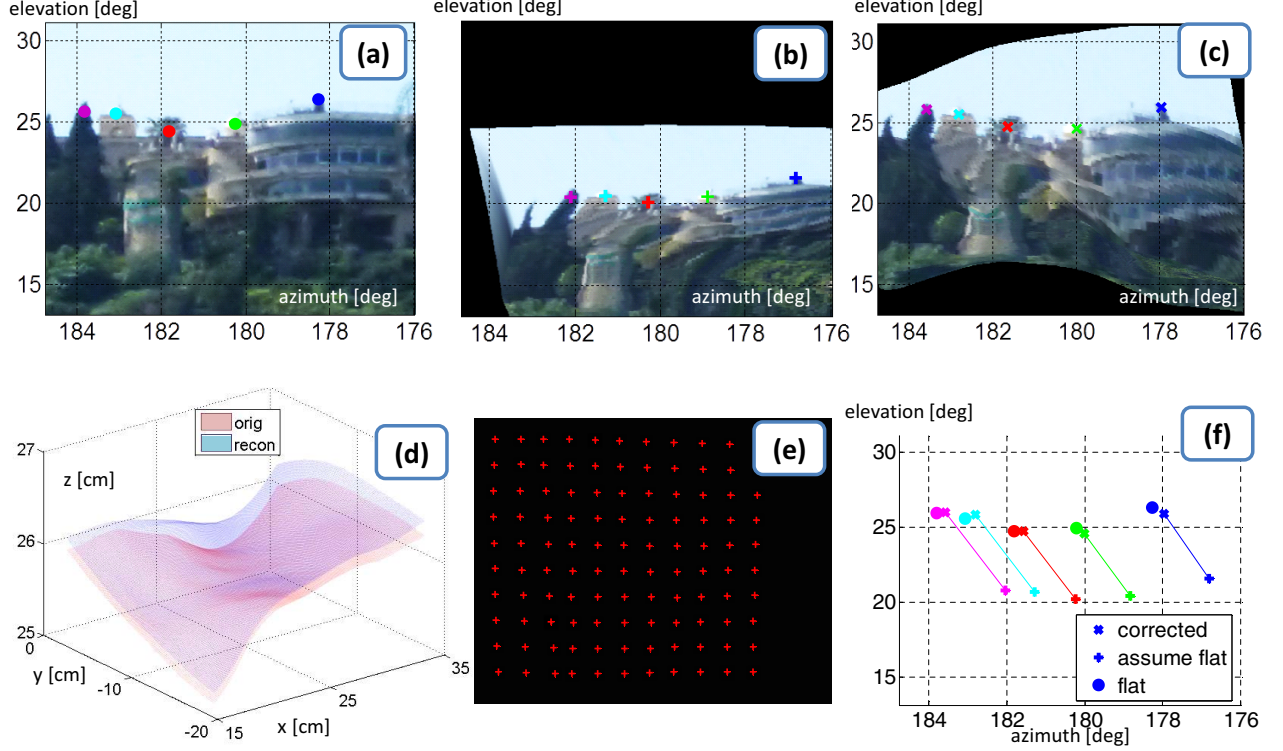 elevation [deg]
elevation [deg]
elevation [deg]
(a)
30
25
20
15
azimuth [deg]
184
182
180
178
176
(b)
azimuth [deg]
184
182
180
178
176
(c)
30
25
20
15
azimuth [deg]
184
182
180
178
176
orig
recon
(d)
27
z [cm]
26
25
0
y [cm]
-10
-20
15
x [cm]
25
35
(e)
elevation [deg]
(f)
30
25
20
15
corrected
assume flat
flat
184
182
180
178
176
azimuth [deg]